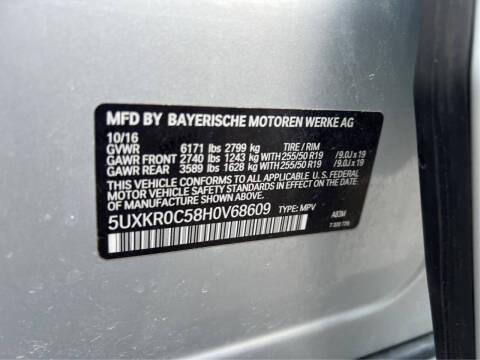 MFD BY BAYERISCHE MOTOREN WERKE AG
10/16
GVWR 6171 lbs 2799 kg TIRE / RIM
GAWR FRONT 2740 lbs 1243 kg WITH 255/50 R19 /9.0J x 19
GAWR REAR 3589 lbs 1628 kg WITH 255/50 R19 /9.0J x 19
THIS VEHICLE CONFORMS TO ALL APPLICABLE U.S. FEDERAL
MOTOR VEHICLE SAFETY STANDARDS IN EFFECT ON THE DATE OF
MANUFACTURE SHOWN ABOVE.
5UXKR0C58H0V68609 TYPE: MPV